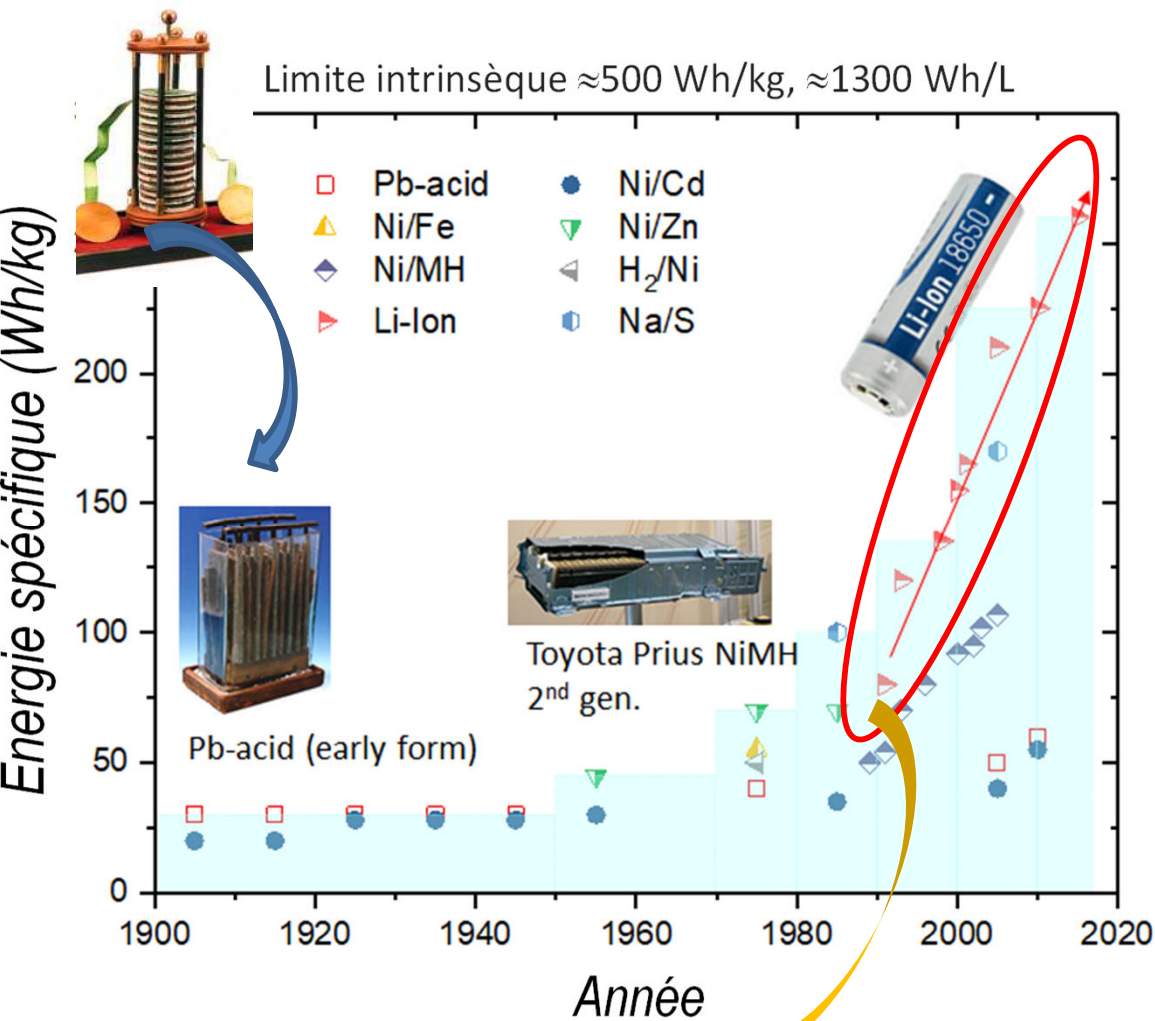 Limite intrinsèque ≈500 Wh/kg, ≈1300 Wh/L
Pb-acid
Ni/Cd
Ni/Fe
Ni/Zn
Ni/MH
H2/Ni
Li-Ion
Na/S
Li-Ion 18650
Energie spécifique (Wh/kg)
200
150
100
50
0
Toyota Prius NiMH
2nd gen.
Pb-acid (early form)
1900 1920 1940 1960 1980 2000 2020
Année